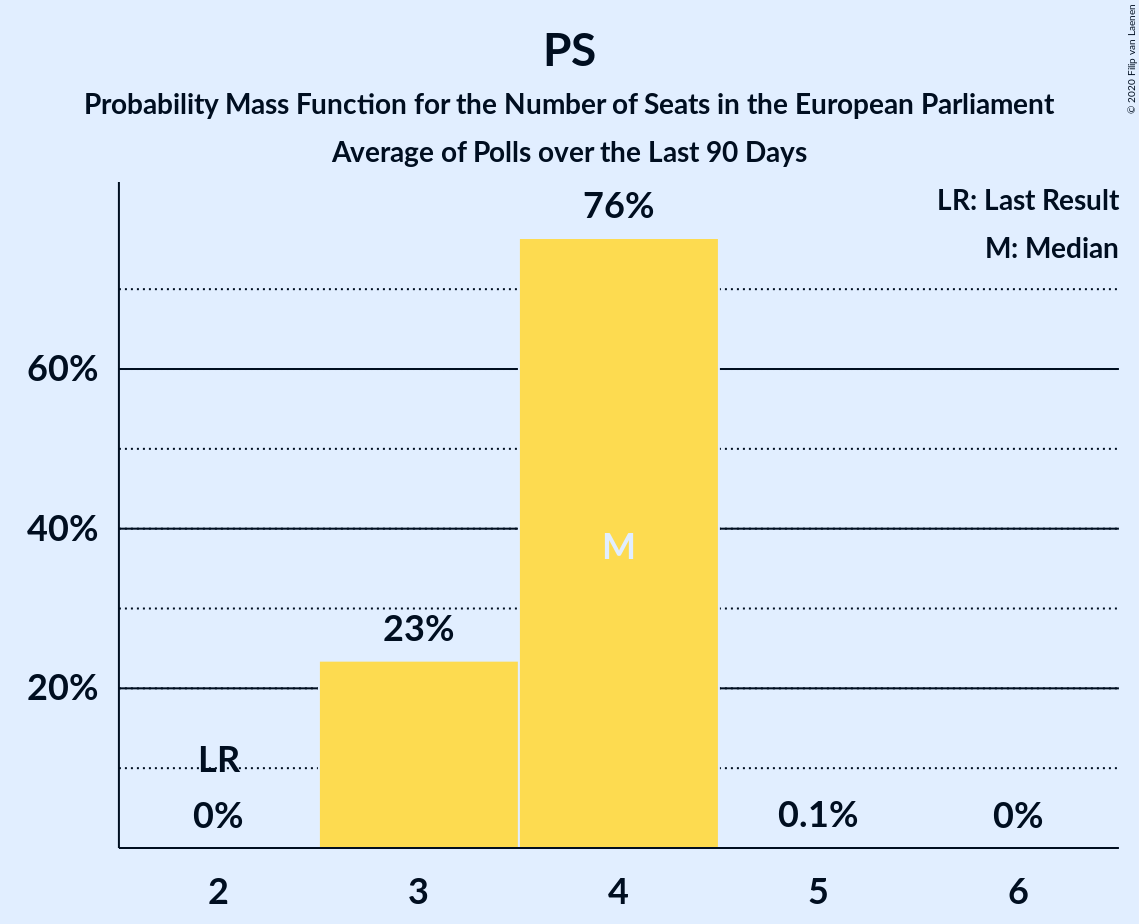 PS
Probability Mass Function for the Number of Seats in the European Parliament
Average of Polls over the Last 90 Days
© 2020 Filip van Laenen
LR: Last Result
M: Median
76%
60%
40%
M
23%
20%
LR
0%
0.1%
0%
2
3
4
5
6